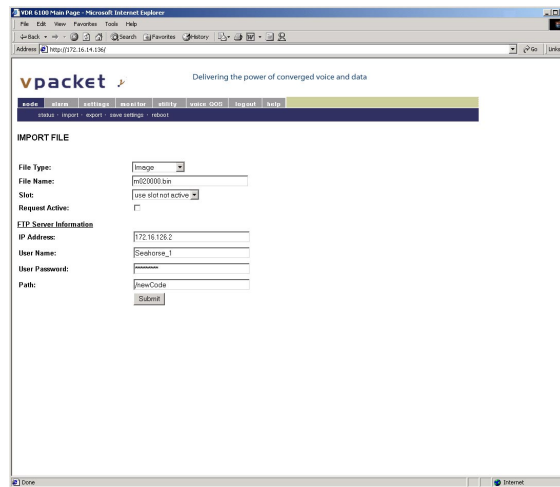 VDR 6100 Main Page - Microsoft Internet Explorer
File Edit View Favorites Tools Help
Back Search Favorites History
Address http://172.16.14.136/ Go Links
vpacket Delivering the power of converged voice and data
node alarm settings monitor utility voice QOS logout help
status · import · export · save settings · reboot
IMPORT FILE
File Type: Image
File Name: m020000.bin
Slot: use slot not active
Request Active:
FTP Server Information
IP Address: 172.16.126.2
User Name: Seahorse_1
User Password: **********
Path: /newCode
Submit
Done Internet